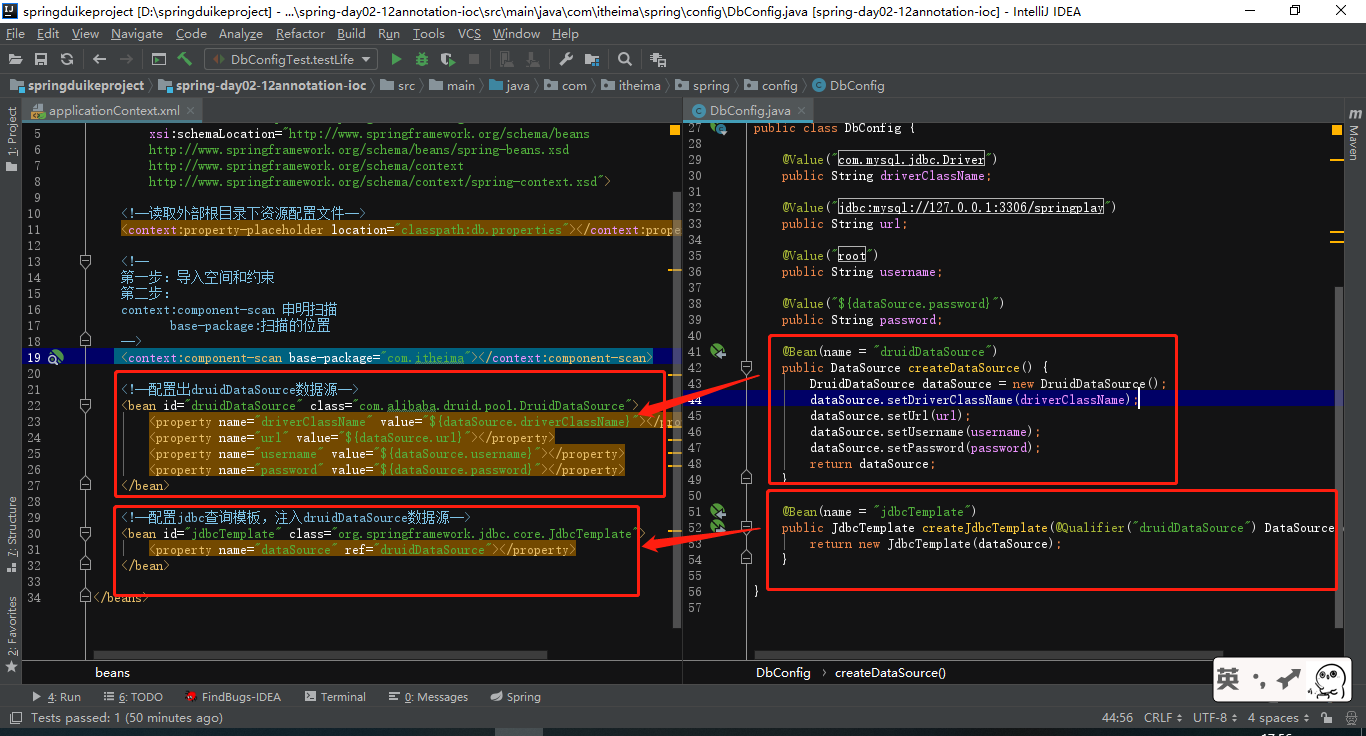 springduikeproject [D:\springduikeproject] - ...\spring-day02-12annotation-ioc\src\main\java\com\itheima\spring\config\DbConfig.java [spring-day02-12annotation-ioc] - IntelliJ IDEA
File Edit View Navigate Code Analyze Refactor Build Run Tools VCS Window Help
DbConfigTest.testLife
springduikeproject spring-day02-12annotation-ioc src main java com itheima spring config DbConfig
1: Project
7: Structure
2: Favorites
applicationContext.xml
5 xsi:schemaLocation="http://www.springframework.org/schema/beans
6 http://www.springframework.org/schema/beans/spring-beans.xsd
7 http://www.springframework.org/schema/context
8 http://www.springframework.org/schema/context/spring-context.xsd">
9
10 <!--读取外部根目录下资源配置文件-->
11 <context:property-placeholder location="classpath:db.properties"></context:prope
12
13 <!--
14 第一步：导入空间和约束
15 第二步：
16 context:component-scan 申明扫描
17 base-package:扫描的位置
18 -->
19 <context:component-scan base-package="com.itheima"></context:component-scan>
20
21 <!--配置出druidDataSource数据源-->
22 <bean id="druidDataSource" class="com.alibaba.druid.pool.DruidDataSource">
23 <property name="driverClassName" value="${dataSource.driverClassName}"></pro
24 <property name="url" value="${dataSource.url}"></property>
25 <property name="username" value="${dataSource.username}"></property>
26 <property name="password" value="${dataSource.password}"></property>
27 </bean>
28
29 <!--配置jdbc查询模板，注入druidDataSource数据源-->
30 <bean id="jdbcTemplate" class="org.springframework.jdbc.core.JdbcTemplate">
31 <property name="dataSource" ref="druidDataSource"></property>
32 </bean>
33
34 </beans>
beans
DbConfig.java
27 public class DbConfig {
28
29 @Value("com.mysql.jdbc.Driver")
30 public String driverClassName;
31
32 @Value("jdbc:mysql://127.0.0.1:3306/springplay")
33 public String url;
34
35 @Value("root")
36 public String username;
37
38 @Value("${dataSource.password}")
39 public String password;
40
41 @Bean(name = "druidDataSource")
42 public DataSource createDataSource() {
43 DruidDataSource dataSource = new DruidDataSource();
44 dataSource.setDriverClassName(driverClassName);
45 dataSource.setUrl(url);
46 dataSource.setUsername(username);
47 dataSource.setPassword(password);
48 return dataSource;
49 }
50
51 @Bean(name = "jdbcTemplate")
52 public JdbcTemplate createJdbcTemplate(@Qualifier("druidDataSource") DataSource
53 return new JdbcTemplate(dataSource);
54 }
55
56 }
57
DbConfig createDataSource()
m Maven
英
4: Run 6: TODO FindBugs-IDEA Terminal 0: Messages Spring
Tests passed: 1 (50 minutes ago)
44:56 CRLF UTF-8 4 spaces